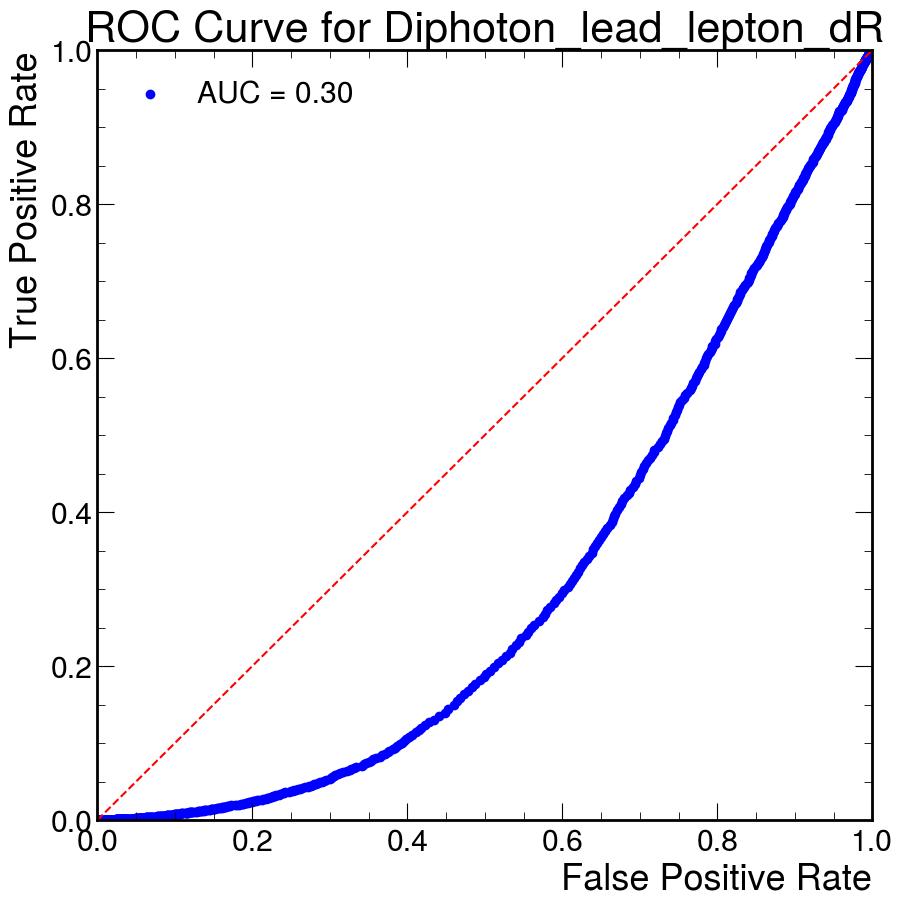 ROC Curve for Diphoton_lead_lepton_dR
True Positive Rate
1.0
0.8
0.6
0.4
0.2
0.0
AUC = 0.30
0.0 0.2 0.4 0.6 0.8 1.0
False Positive Rate